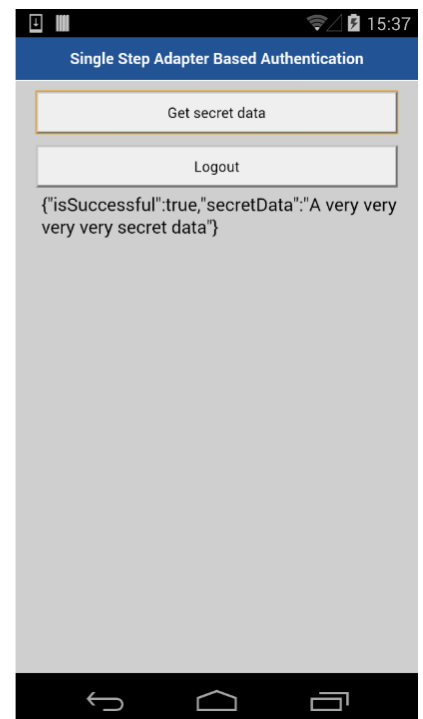 15:37
Single Step Adapter Based Authentication
Get secret data
Logout
{"isSuccessful":true,"secretData":"A very very
very very secret data"}